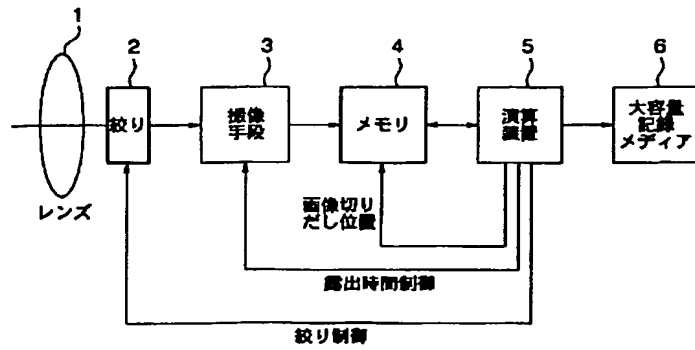 1
2
3
4
5
6
絞り
撮像
手段
メモリ
演算
装置
大容量
記録
メディア
レンズ
画像切り
だし位置
露出時間制御
絞り制御